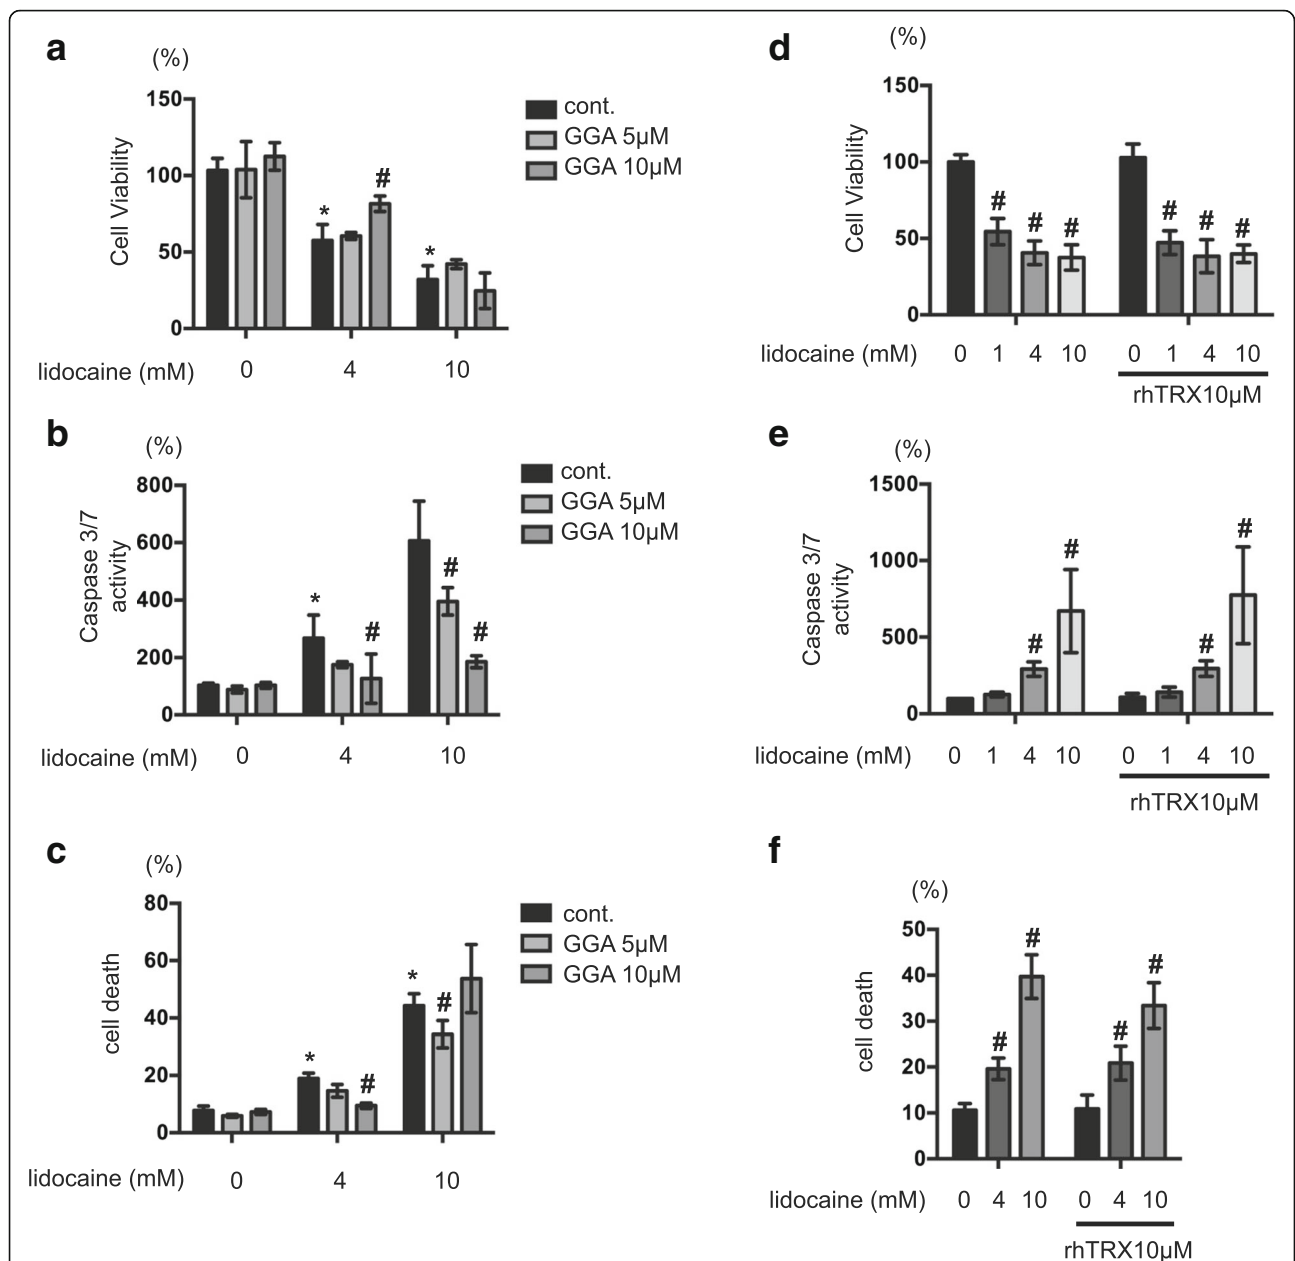 a
(%)
150
100
50
0
Cell Viability
* # *
cont.
GGA 5µM
GGA 10µM
lidocaine (mM) 0 4 10
b
(%)
800
600
400
200
0
Caspase 3/7
activity
* # # #
cont.
GGA 5µM
GGA 10µM
lidocaine (mM) 0 4 10
c
(%)
80
60
40
20
0
cell death
* # * #
cont.
GGA 5µM
GGA 10µM
lidocaine (mM) 0 4 10
d
(%)
150
100
50
0
Cell Viability
# # # # # #
lidocaine (mM) 0 1 4 10 0 1 4 10
rhTRX10µM
e
(%)
1500
1000
500
0
Caspase 3/7
activity
# # # #
lidocaine (mM) 0 1 4 10 0 1 4 10
rhTRX10µM
f
(%)
50
40
30
20
10
0
cell death
# # # #
lidocaine (mM) 0 4 10 0 4 10
rhTRX10µM